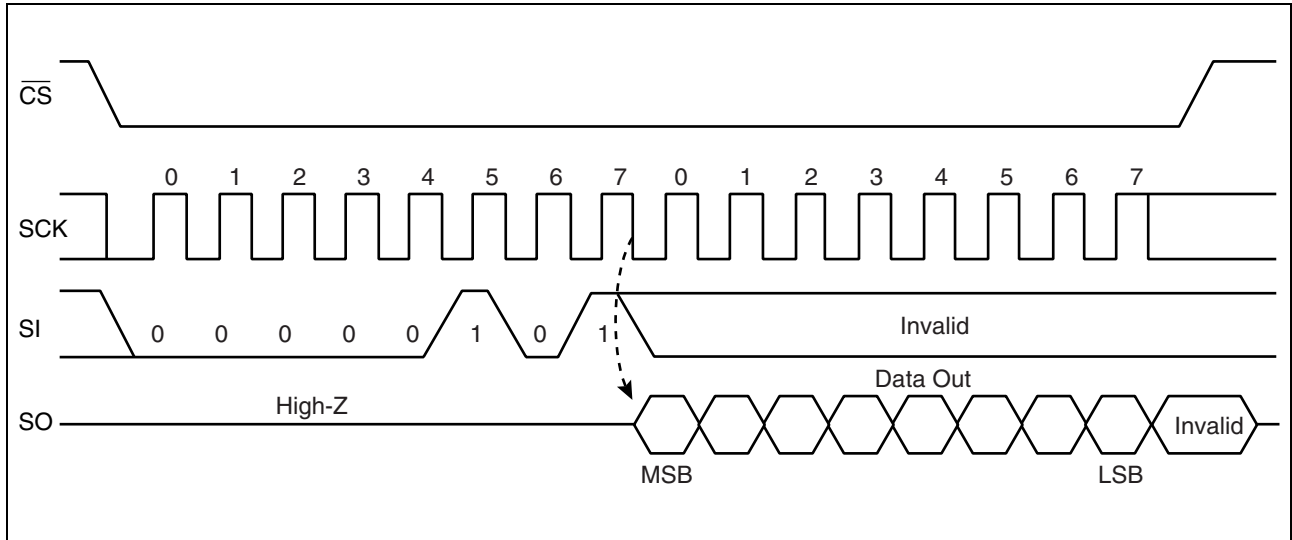 CS
0 1 2 3 4 5 6 7 0 1 2 3 4 5 6 7
SCK
SI 0 0 0 0 0 1 0 1 Invalid
Data Out
High-Z
SO Invalid
MSB LSB